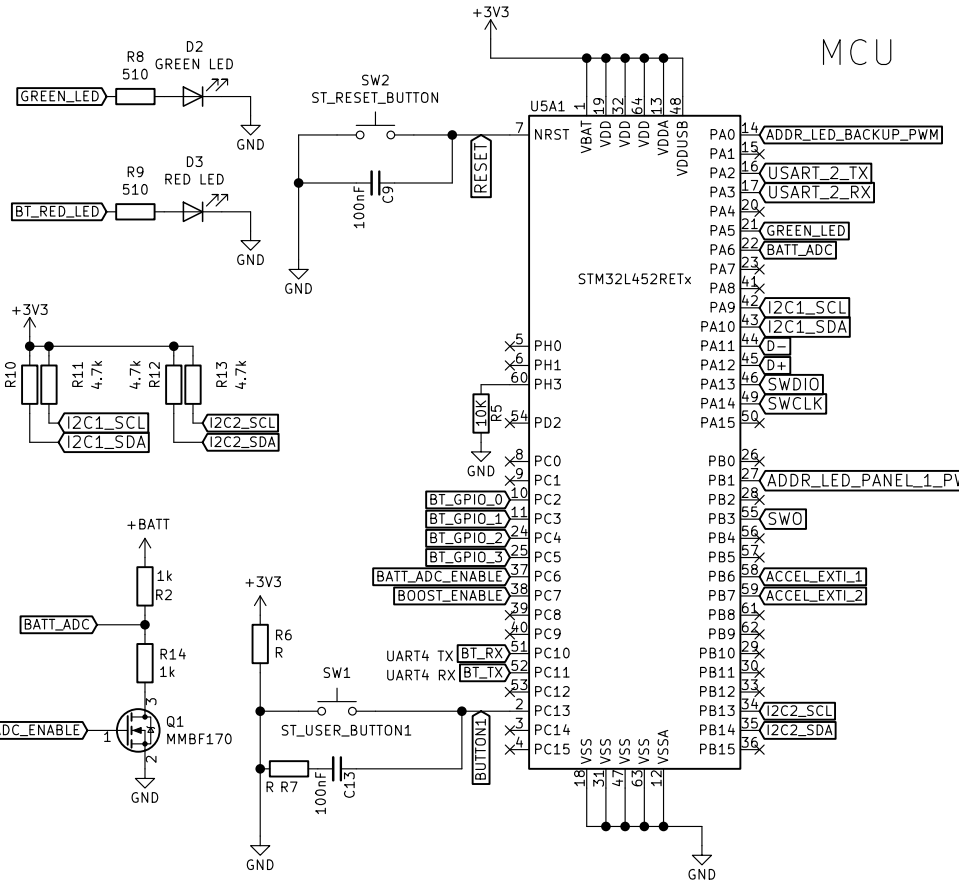 MCU
D2
GREEN LED
R8
510
GREEN_LED
GND
D3
RED LED
R9
510
BT_RED_LED
GND
SW2
ST_RESET_BUTTON
100nF
C9
GND
RESET
+3V3
+3V3
R10
R11
4.7k
4.7k
R12
R13
4.7k
I2C1_SCL
I2C1_SDA
I2C2_SCL
I2C2_SDA
+BATT
1k
R2
BATT_ADC
R14
1k
ADC_ENABLE
1
3
2
Q1
MMBF170
GND
+3V3
R6
R
SW1
ST_USER_BUTTON1
R R7
100nF
C13
BUTTON1
GND
U5A1
STM32L452RETx
1 VBAT
19 VDD
32 VDD
64 VDD
13 VDDA
48 VDDUSB
7 NRST
5 PH0
6 PH1
60 PH3
10K
R5
GND
54 PD2
8 PC0
9 PC1
BT_GPIO_0 10 PC2
BT_GPIO_1 11 PC3
BT_GPIO_2 24 PC4
BT_GPIO_3 25 PC5
BATT_ADC_ENABLE 37 PC6
BOOST_ENABLE 38 PC7
39 PC8
40 PC9
UART4 TX BT_RX 51 PC10
UART4 RX BT_TX 52 PC11
53 PC12
2 PC13
3 PC14
4 PC15
PA0 14 ADDR_LED_BACKUP_PWM
PA1 15
PA2 16 USART_2_TX
PA3 17 USART_2_RX
PA4 20
PA5 21 GREEN_LED
PA6 22 BATT_ADC
PA7 23
PA8 41
PA9 42 I2C1_SCL
PA10 43 I2C1_SDA
PA11 44 D-
PA12 45 D+
PA13 46 SWDIO
PA14 49 SWCLK
PA15 50
PB0 26
PB1 27 ADDR_LED_PANEL_1_PW
PB2 28
PB3 55 SWO
PB4 56
PB5 57
PB6 58 ACCEL_EXTI_1
PB7 59 ACCEL_EXTI_2
PB8 61
PB9 62
PB10 29
PB11 30
PB12 33
PB13 34 I2C2_SCL
PB14 35 I2C2_SDA
PB15 36
18 VSS
31 VSS
47 VSS
63 VSS
12 VSSA
GND